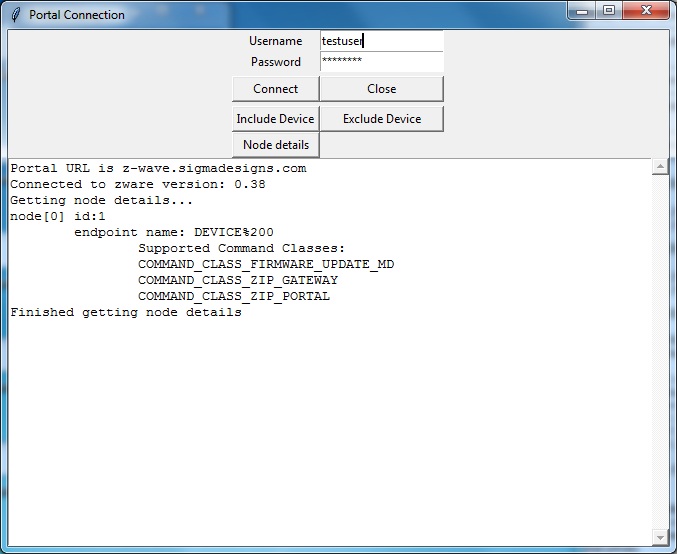 Portal Connection
Username testuser
Password ********
Connect Close
Include Device Exclude Device
Node details
Portal URL is z-wave.sigmadesigns.com
Connected to zware version: 0.38
Getting node details...
node[0] id:1
endpoint name: DEVICE%200
Supported Command Classes:
COMMAND_CLASS_FIRMWARE_UPDATE_MD
COMMAND_CLASS_ZIP_GATEWAY
COMMAND_CLASS_ZIP_PORTAL
Finished getting node details